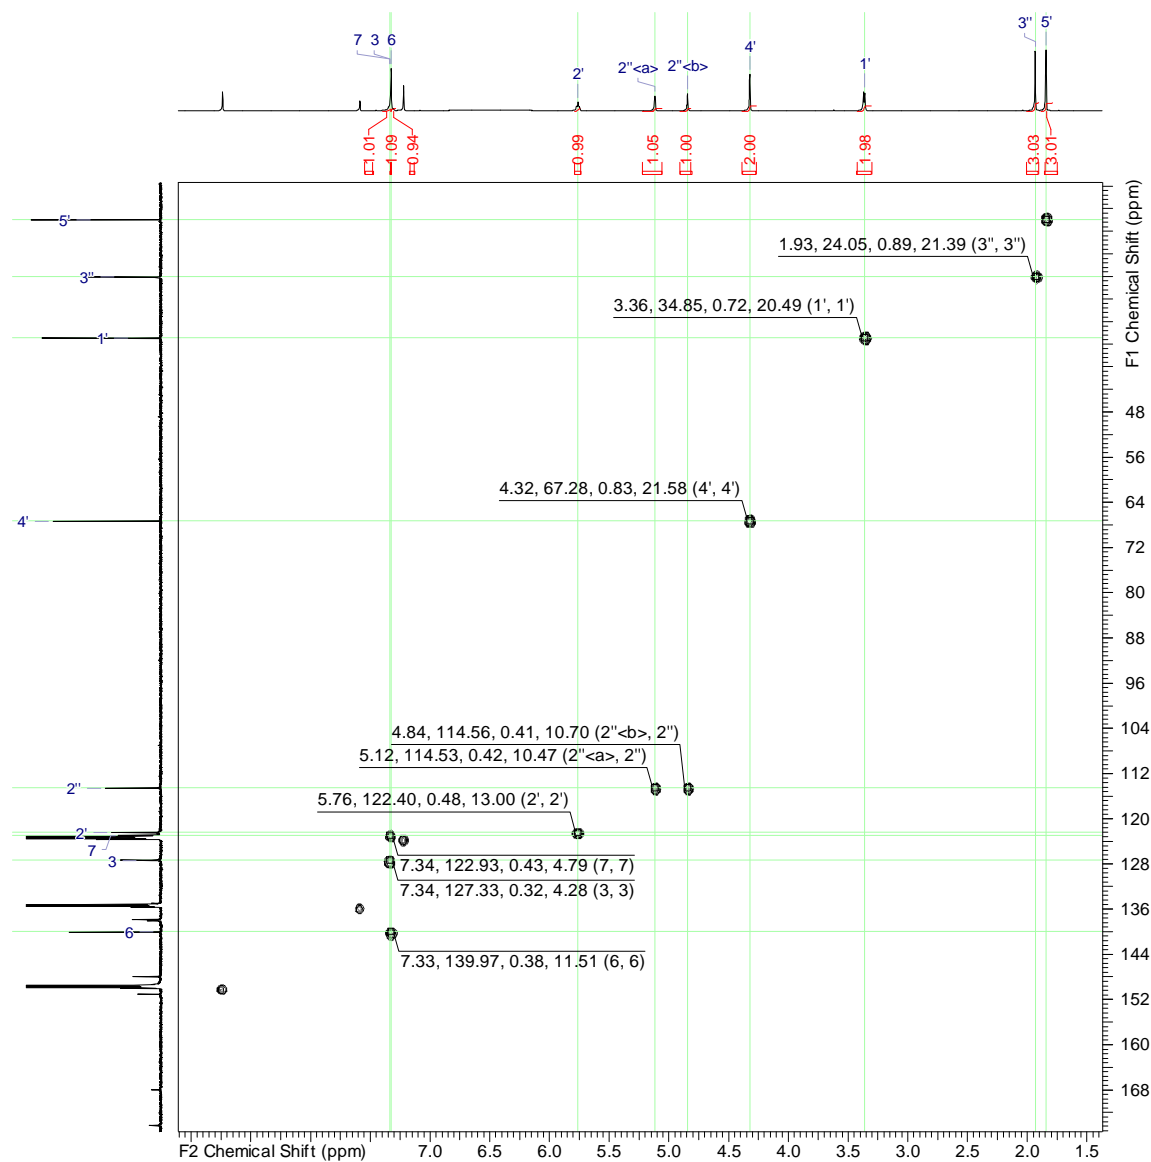 3'' 5'
7 3 6
4'
2'
2''<a>
2''<b>
1'
1.01
1.09
0.94
0.99
1.05
1.00
2.00
1.98
3.03
3.01
5'
1.93, 24.05, 0.89, 21.39 (3'', 3'')
3''
3.36, 34.85, 0.72, 20.49 (1', 1')
1'
F1 Chemical Shift (ppm)
48
56
4.32, 67.28, 0.83, 21.58 (4', 4')
64
4'
72
80
88
96
104
4.84, 114.56, 0.41, 10.70 (2''<b>, 2'')
5.12, 114.53, 0.42, 10.47 (2''<a>, 2'')
112
2''
5.76, 122.40, 0.48, 13.00 (2', 2')
120
2'
7
7.34, 122.93, 0.43, 4.79 (7, 7)
128
3
7.34, 127.33, 0.32, 4.28 (3, 3)
136
6
144
7.33, 139.97, 0.38, 11.51 (6, 6)
152
160
168
F2 Chemical Shift (ppm) 7.0 6.5 6.0 5.5 5.0 4.5 4.0 3.5 3.0 2.5 2.0 1.5